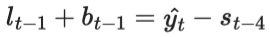 l_{t-1} + b_{t-1} = \hat{y_t} - s_{t-4}